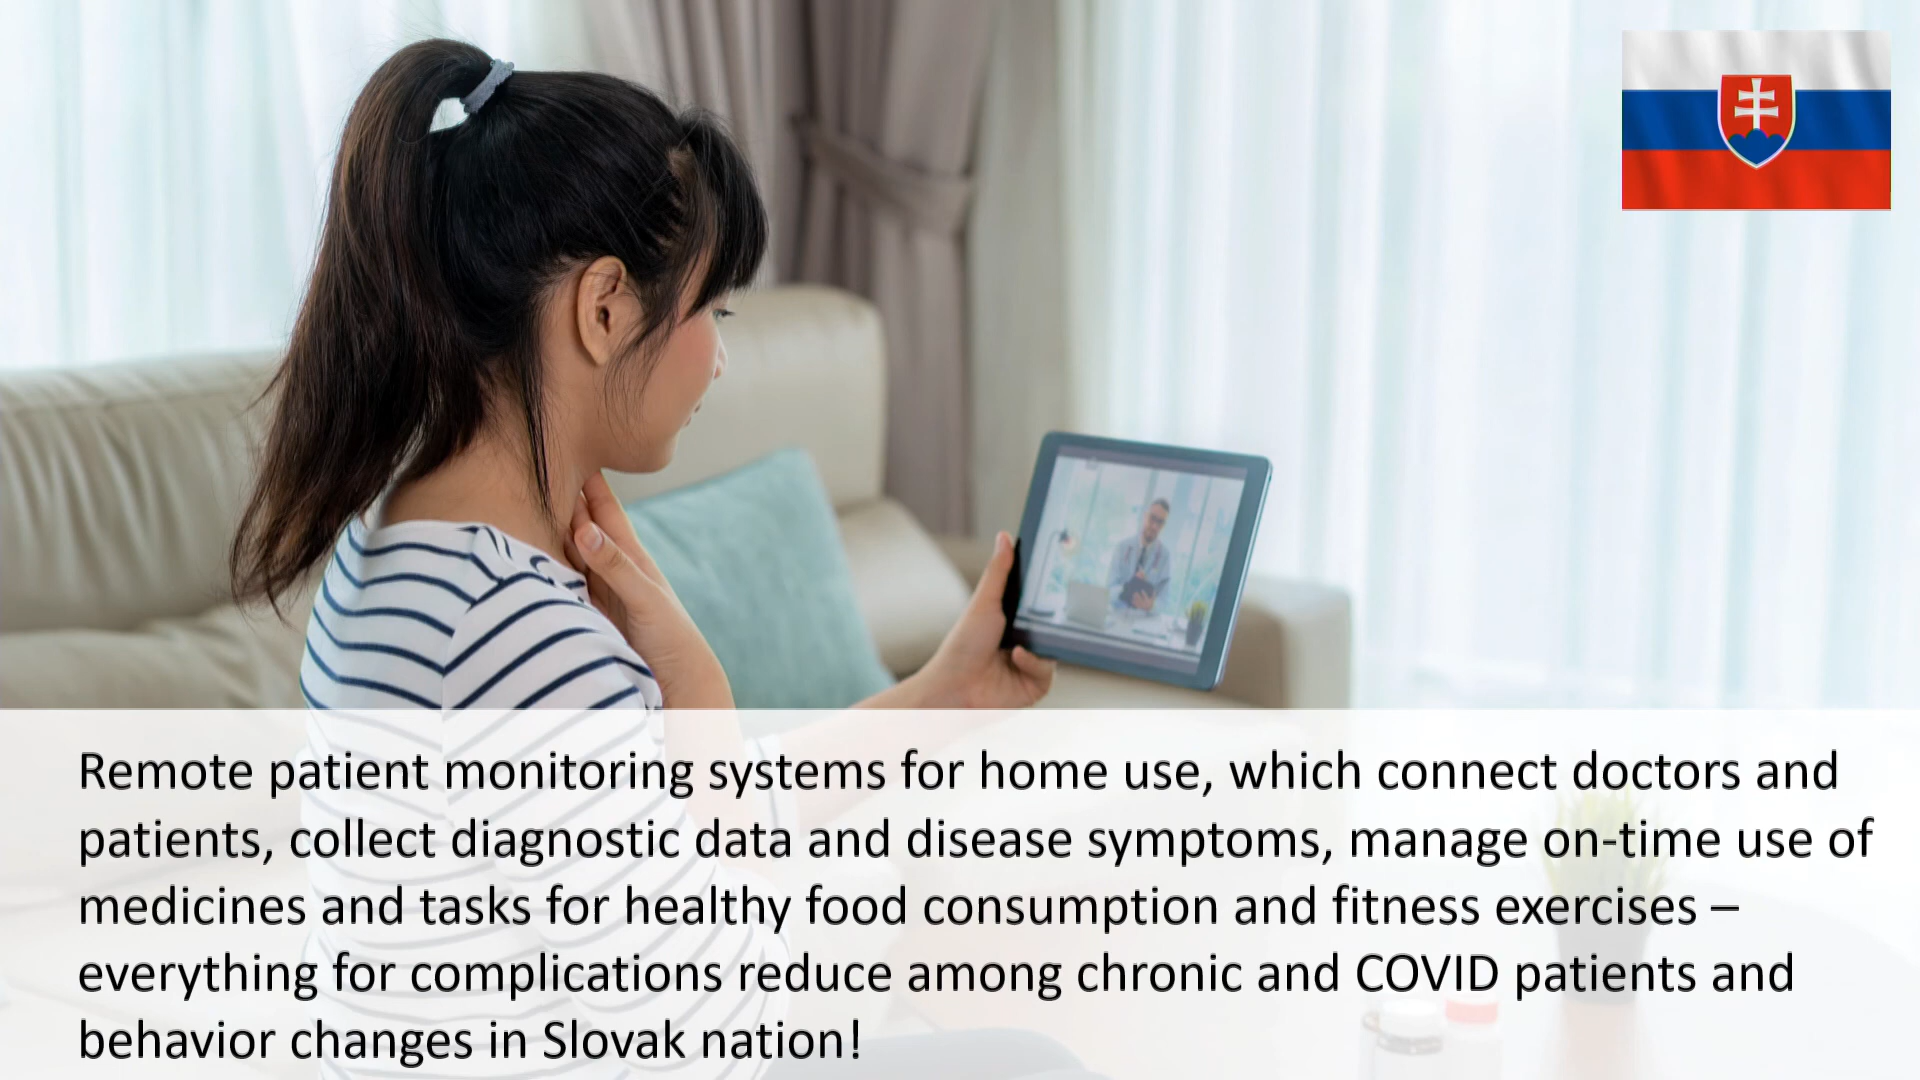 Remote patient monitoring systems for home use, which connect doctors and
patients, collect diagnostic data and disease symptoms, manage on-time use of
medicines and tasks for healthy food consumption and fitness exercises –
everything for complications reduce among chronic and COVID patients and
behavior changes in Slovak nation!